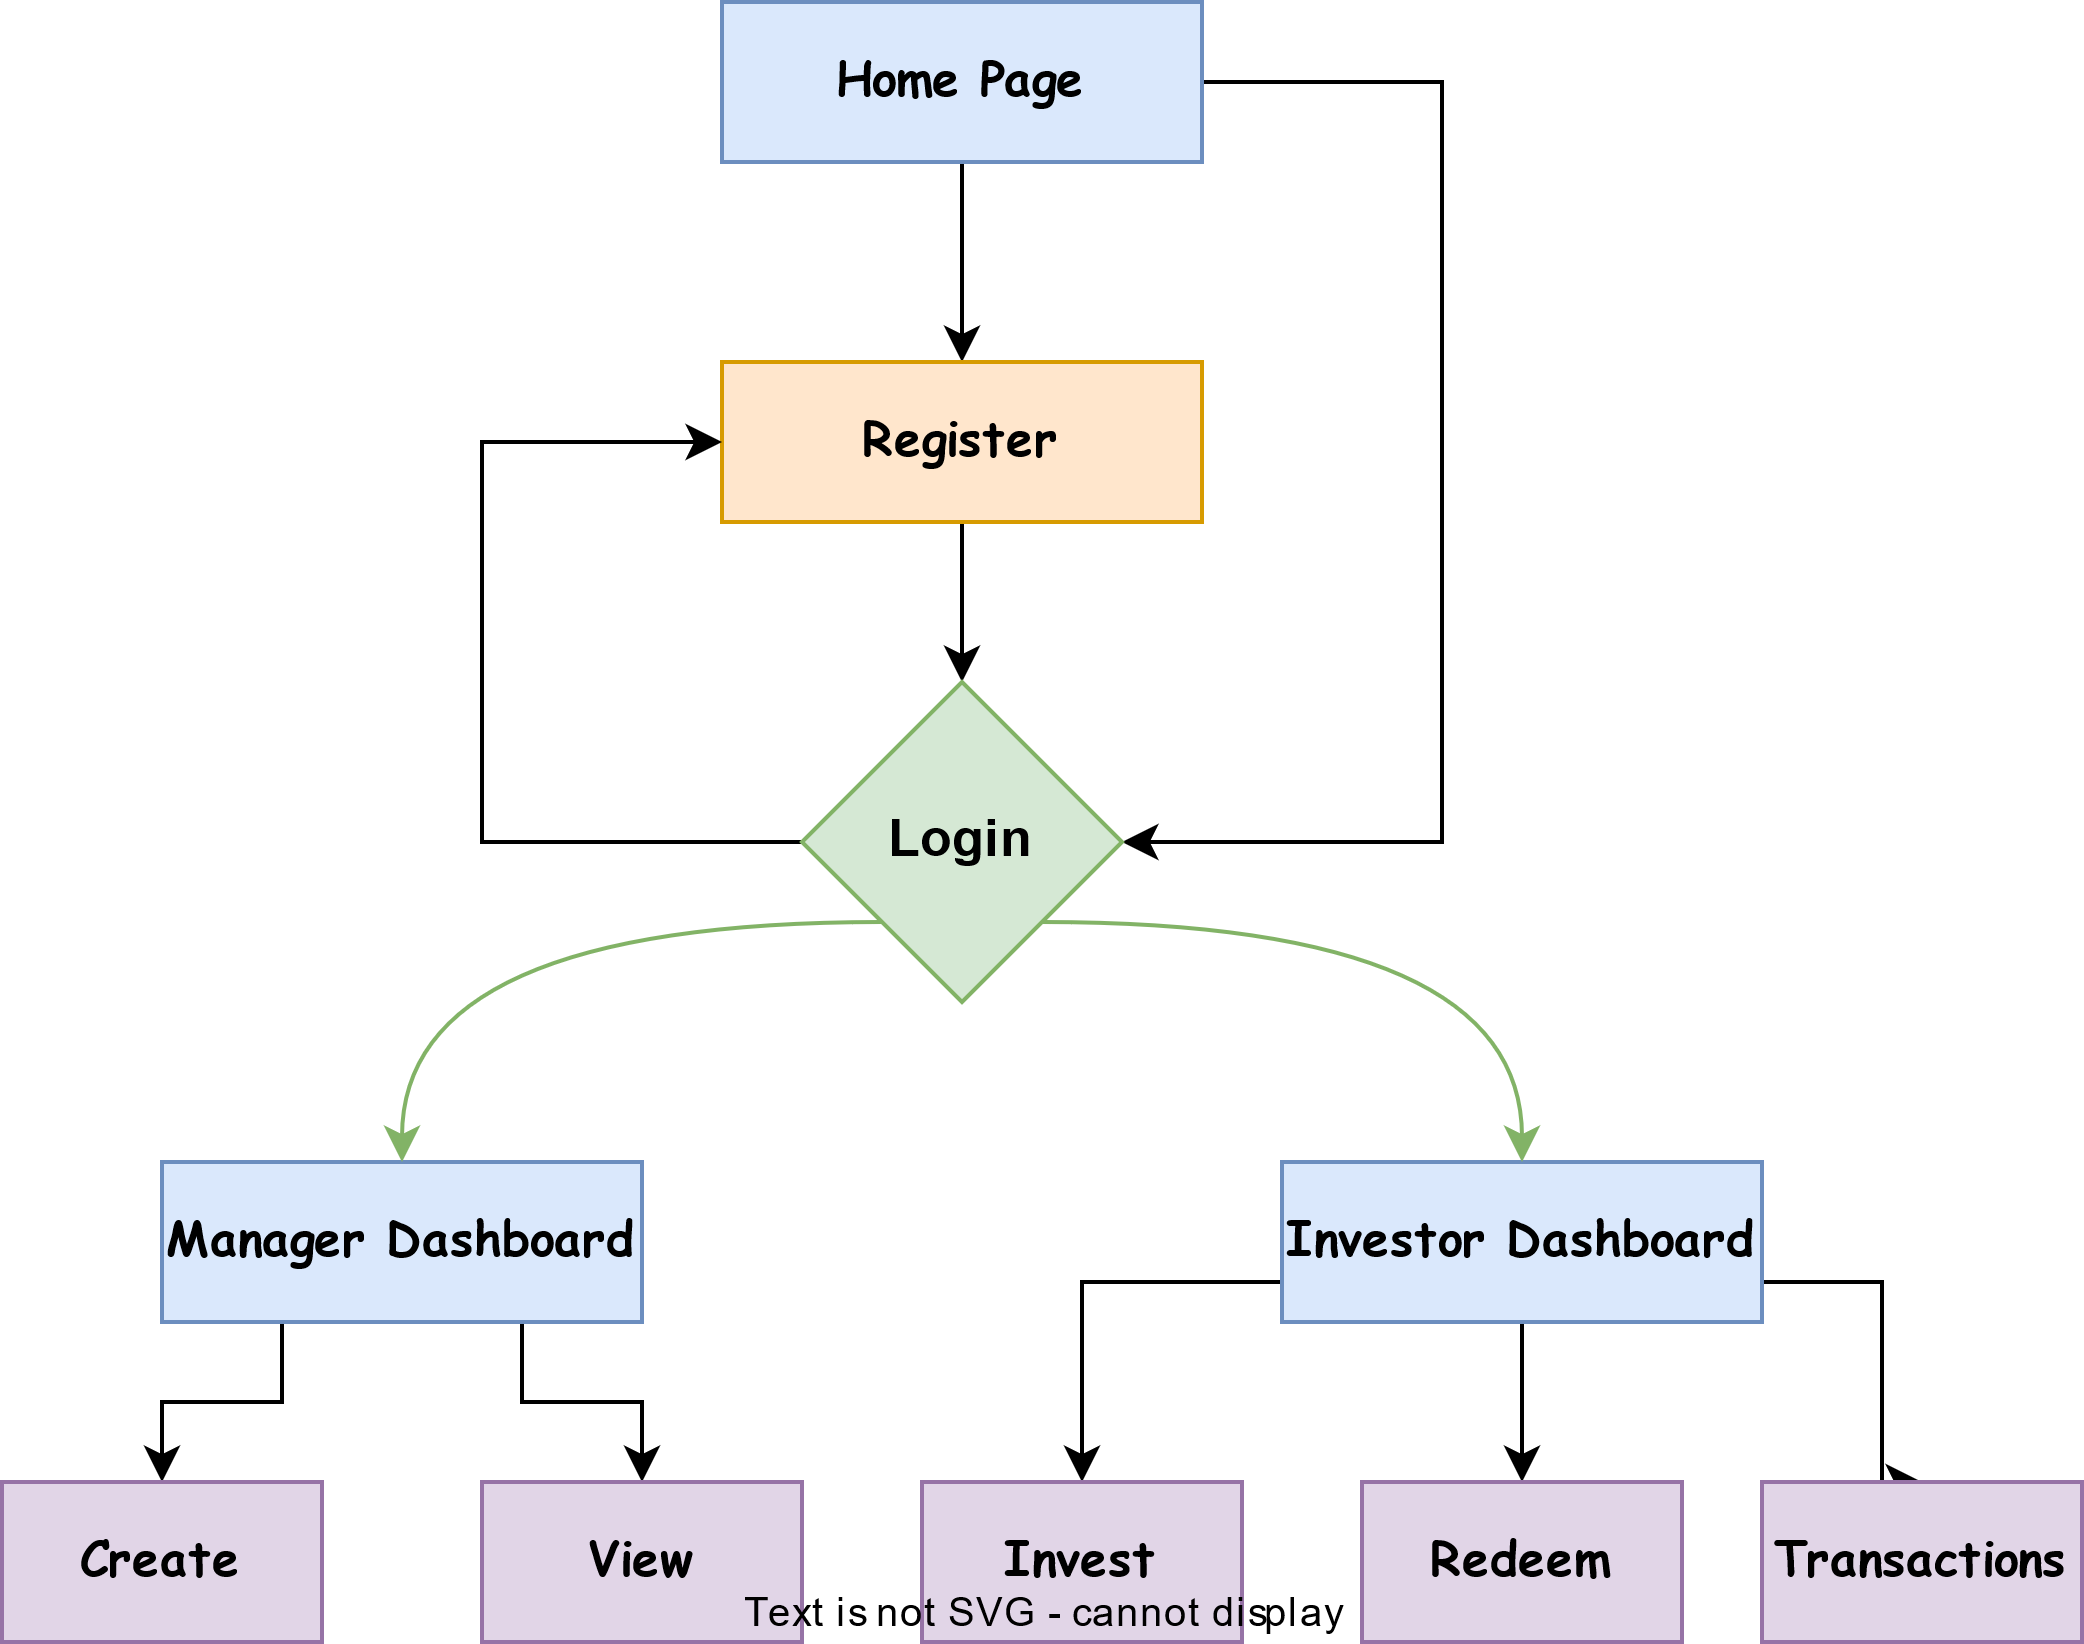 Home Page
Register
Login
Manager Dashboard
Investor Dashboard
Create
View
Invest
Redeem
Transactions
Text is not SVG - cannot display